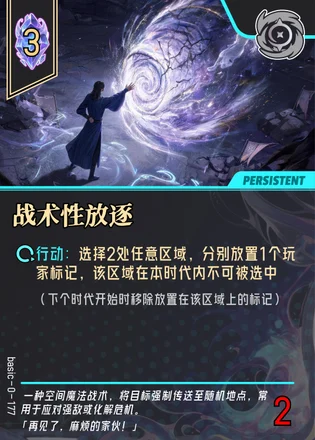 3
PERSISTENT
战术性放逐
行动：选择2处任意区域，分别放置1个玩
家标记，该区域在本时代内不可被选中
（下个时代开始时移除放置在该区域上的标记）
basic-0-177
一种空间魔法战术，将目标强制传送至随机地点，常
用于应对强敌或化解危机。
「再见了，麻烦的家伙！」
2